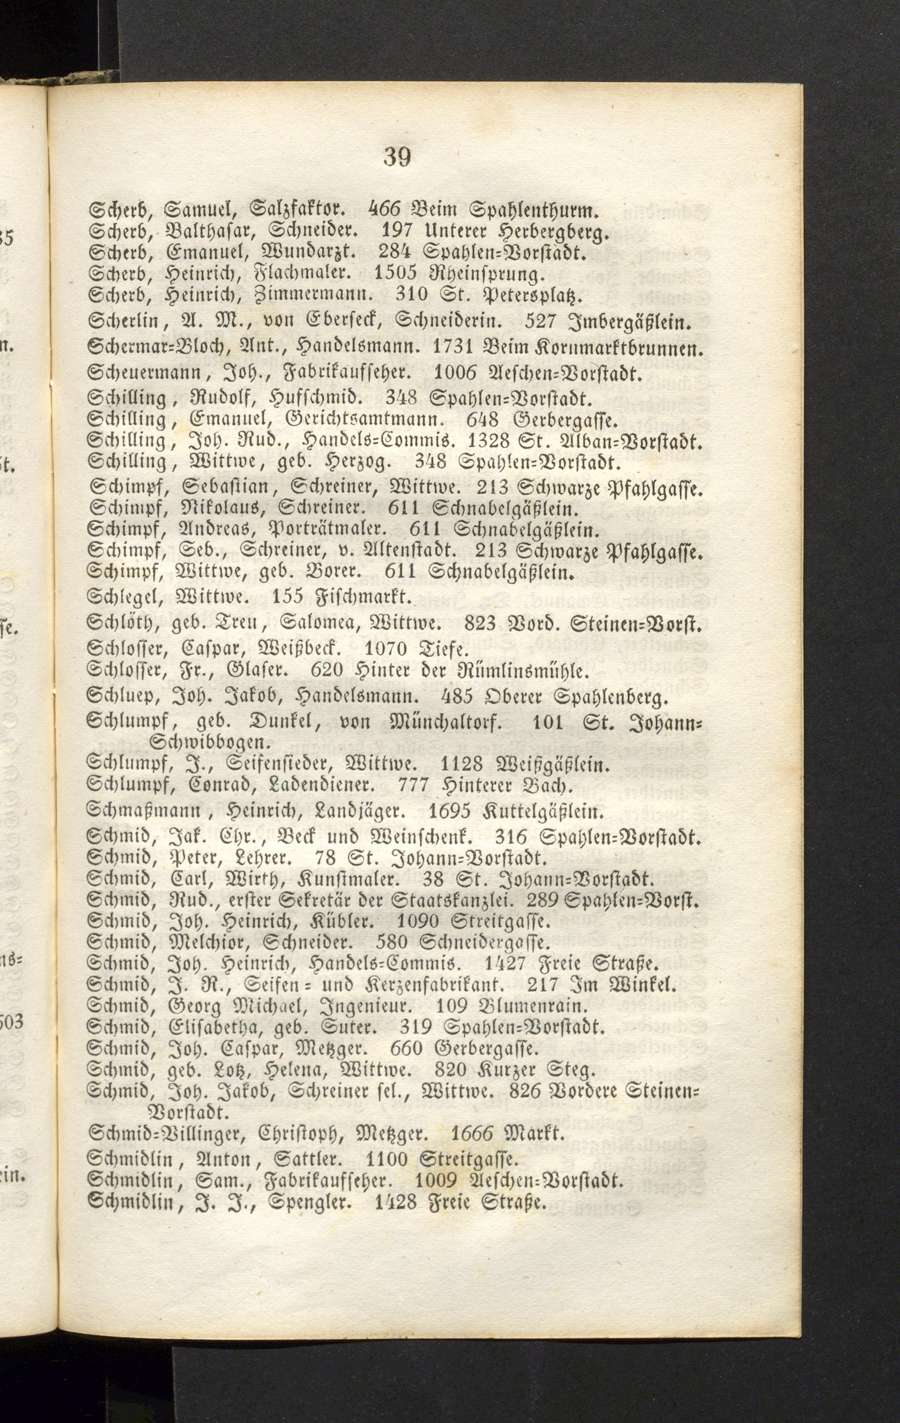 39
Scherb, Samuel, Salzfaktor. 466 Beim Spahlenthurm.
Scherb, Balthasar, Schneider. 197 Unterer Herbergberg.
Scherb, Emanuel, Wundarzt. 284 Spahlen-Vorstadt.
Scherb, Heinrich, Flachmaler. 1505 Rheinsprung.
Scherb, Heinrich, Zimmermann. 310 St. Petersplatz.
Scherlin, A. M., von Eberseck, Schneiderin. 527 Imbergäßlein.
Schermar-Bloch, Ant., Handelsmann. 1731 Beim Kornmarktbrunnen.
Scheuermann, Joh., Fabrikaufseher. 1006 Aeschen-Vorstadt.
Schilling, Rudolf, Hufschmid. 348 Spahlen-Vorstadt.
Schilling, Emanuel, Gerichtsamtmann. 648 Gerbergasse.
Schilling, Joh. Rud., Handels-Commis. 1328 St. Alban-Vorstadt.
Schilling, Wittwe, geb. Herzog. 348 Spahlen-Vorstadt.
Schimpf, Sebastian, Schreiner, Wittwe. 213 Schwarze Pfahlgasse.
Schimpf, Nikolaus, Schreiner. 611 Schnabelgäßlein.
Schimpf, Andreas, Porträtmaler. 611 Schnabelgäßlein.
Schimpf, Seb., Schreiner, v. Altenstadt. 213 Schwarze Pfahlgasse.
Schimpf, Wittwe, geb. Borer. 611 Schnabelgäßlein.
Schlegel, Wittwe. 155 Fischmarkt.
Schlöth, geb. Treu, Salomea, Wittwe. 823 Vord. Steinen-Vorst.
Schlosser, Caspar, Weißbeck. 1070 Tiefe.
Schlosser, Fr., Glaser. 620 Hinter der Rümlinsmühle.
Schluep, Joh. Jakob, Handelsmann. 485 Oberer Spahlenberg.
Schlumpf, geb. Dunkel, von Münchaltorf. 101 St. Johann-
Schwibbogen.
Schlumpf, J., Seifensieder, Wittwe. 1128 Weißgäßlein.
Schlumpf, Conrad, Ladendiener. 777 Hinterer Bach.
Schmaßmann, Heinrich, Landjäger. 1695 Kuttelgäßlein.
Schmid, Jak. Chr., Beck und Weinschenk. 316 Spahlen-Vorstadt.
Schmid, Peter, Lehrer. 78 St. Johann-Vorstadt.
Schmid, Carl, Wirth, Kunstmaler. 38 St. Johann-Vorstadt.
Schmid, Rud., erster Sekretär der Staatskanzlei. 289 Spahlen-Vorst.
Schmid, Joh. Heinrich, Kübler. 1090 Streitgasse.
Schmid, Melchior, Schneider. 580 Schneidergasse.
Schmid, Joh. Heinrich, Handels-Commis. 1427 Freie Straße.
Schmid, J. R., Seifen- und Kerzenfabrikant. 217 Im Winkel.
Schmid, Georg Michael, Ingenieur. 109 Blumenrain.
Schmid, Elisabetha, geb. Suter. 319 Spahlen-Vorstadt.
Schmid, Joh. Caspar, Metzger. 660 Gerbergasse.
Schmid, geb. Lotz, Helena, Wittwe. 820 Kurzer Steg.
Schmid, Joh. Jakob, Schreiner sel., Wittwe. 826 Vordere Steinen-
Vorstadt.
Schmid-Villinger, Christoph, Metzger. 1666 Markt.
Schmidlin, Anton, Sattler. 1100 Streitgasse.
Schmidlin, Sam., Fabrikaufseher. 1009 Aeschen-Vorstadt.
Schmidlin, J. J., Spengler. 1428 Freie Straße.